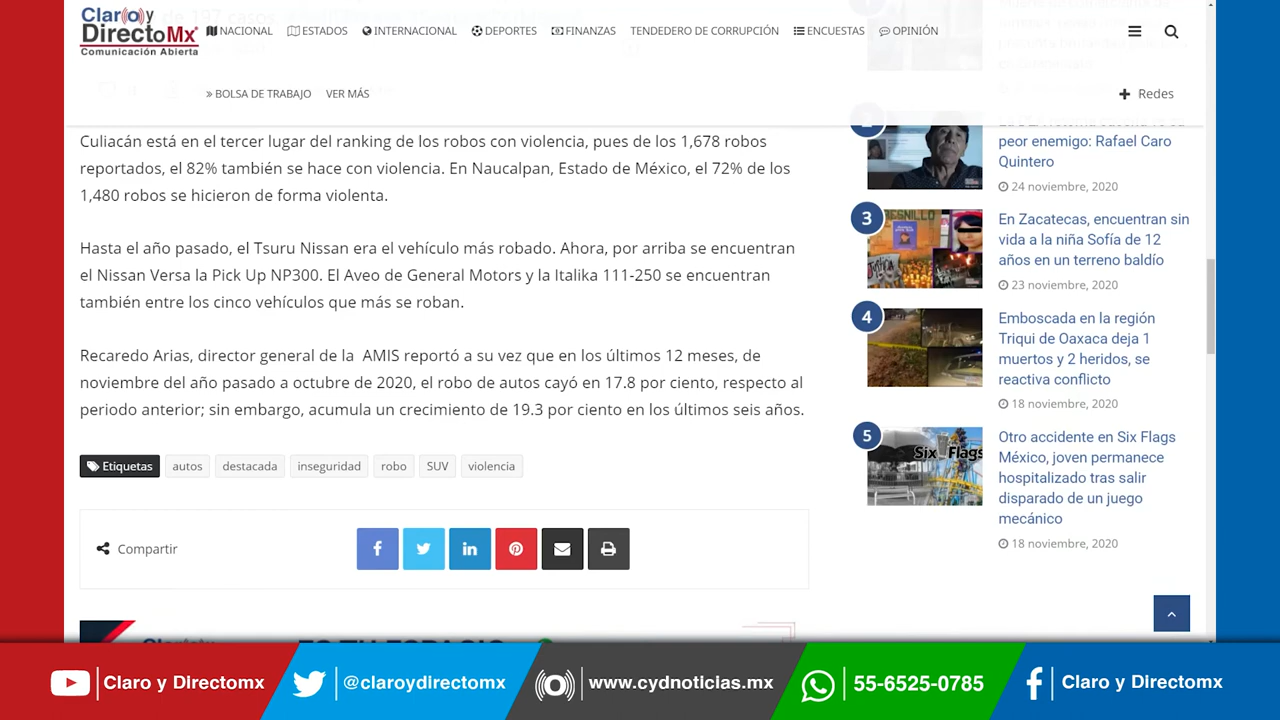 Claro y
DirectoMx
Comunicación Abierta
NACIONAL
ESTADOS
INTERNACIONAL
DEPORTES
FINANZAS
TENDEDERO DE CORRUPCIÓN
ENCUESTAS
OPINIÓN
» BOLSA DE TRABAJO
VER MÁS
Redes
Culiacán está en el tercer lugar del ranking de los robos con violencia, pues de los 1,678 robos
reportados, el 82% también se hace con violencia. En Naucalpan, Estado de México, el 72% de los
1,480 robos se hicieron de forma violenta.
Hasta el año pasado, el Tsuru Nissan era el vehículo más robado. Ahora, por arriba se encuentran
el Nissan Versa la Pick Up NP300. El Aveo de General Motors y la Italika 111-250 se encuentran
también entre los cinco vehículos que más se roban.
Recaredo Arias, director general de la  AMIS reportó a su vez que en los últimos 12 meses, de
noviembre del año pasado a octubre de 2020, el robo de autos cayó en 17.8 por ciento, respecto al
periodo anterior; sin embargo, acumula un crecimiento de 19.3 por ciento en los últimos seis años.
Etiquetas
autos
destacada
inseguridad
robo
SUV
violencia
Compartir
peor enemigo: Rafael Caro
Quintero
24 noviembre, 2020
3
En Zacatecas, encuentran sin
vida a la niña Sofía de 12
años en un terreno baldío
23 noviembre, 2020
4
Emboscada en la región
Triqui de Oaxaca deja 1
muertos y 2 heridos, se
reactiva conflicto
18 noviembre, 2020
5
Six Flags
Otro accidente en Six Flags
México, joven permanece
hospitalizado tras salir
disparado de un juego
mecánico
18 noviembre, 2020
Claro y Directomx
@claroydirectomx
www.cydnoticias.mx
55-6525-0785
Claro y Directomx